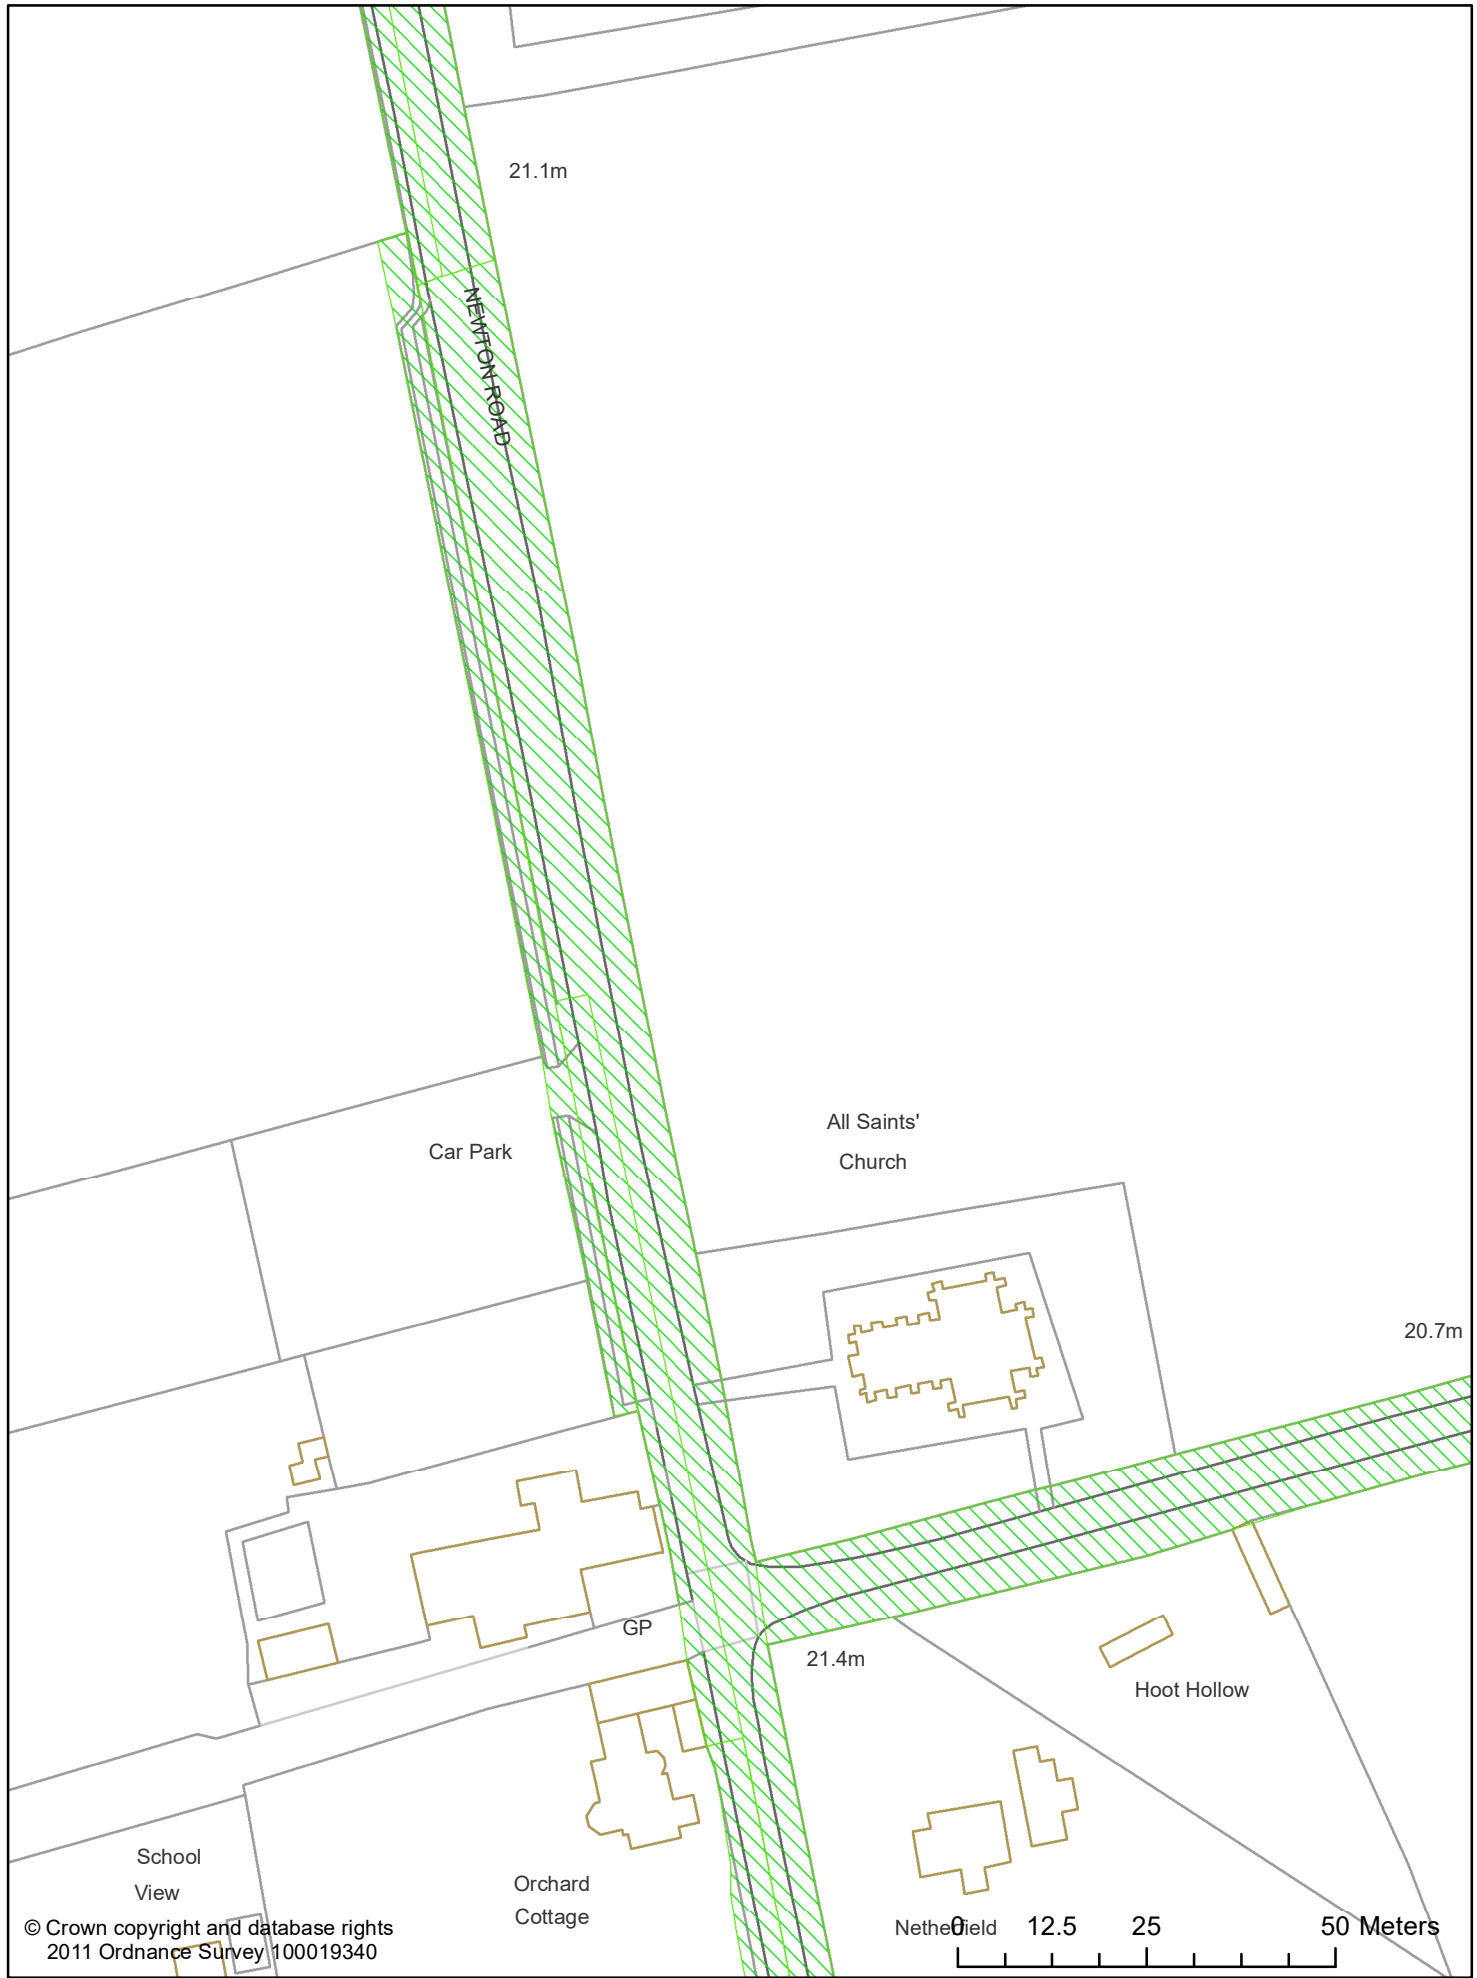 21.1m
NEWTON ROAD
All Saints'
Church
Car Park
20.7m
GP
21.4m
Hoot Hollow
School
View
Orchard
Cottage
Netherfield
0 12.5 25 50 Meters
© Crown copyright and database rights
2011 Ordnance Survey 100019340